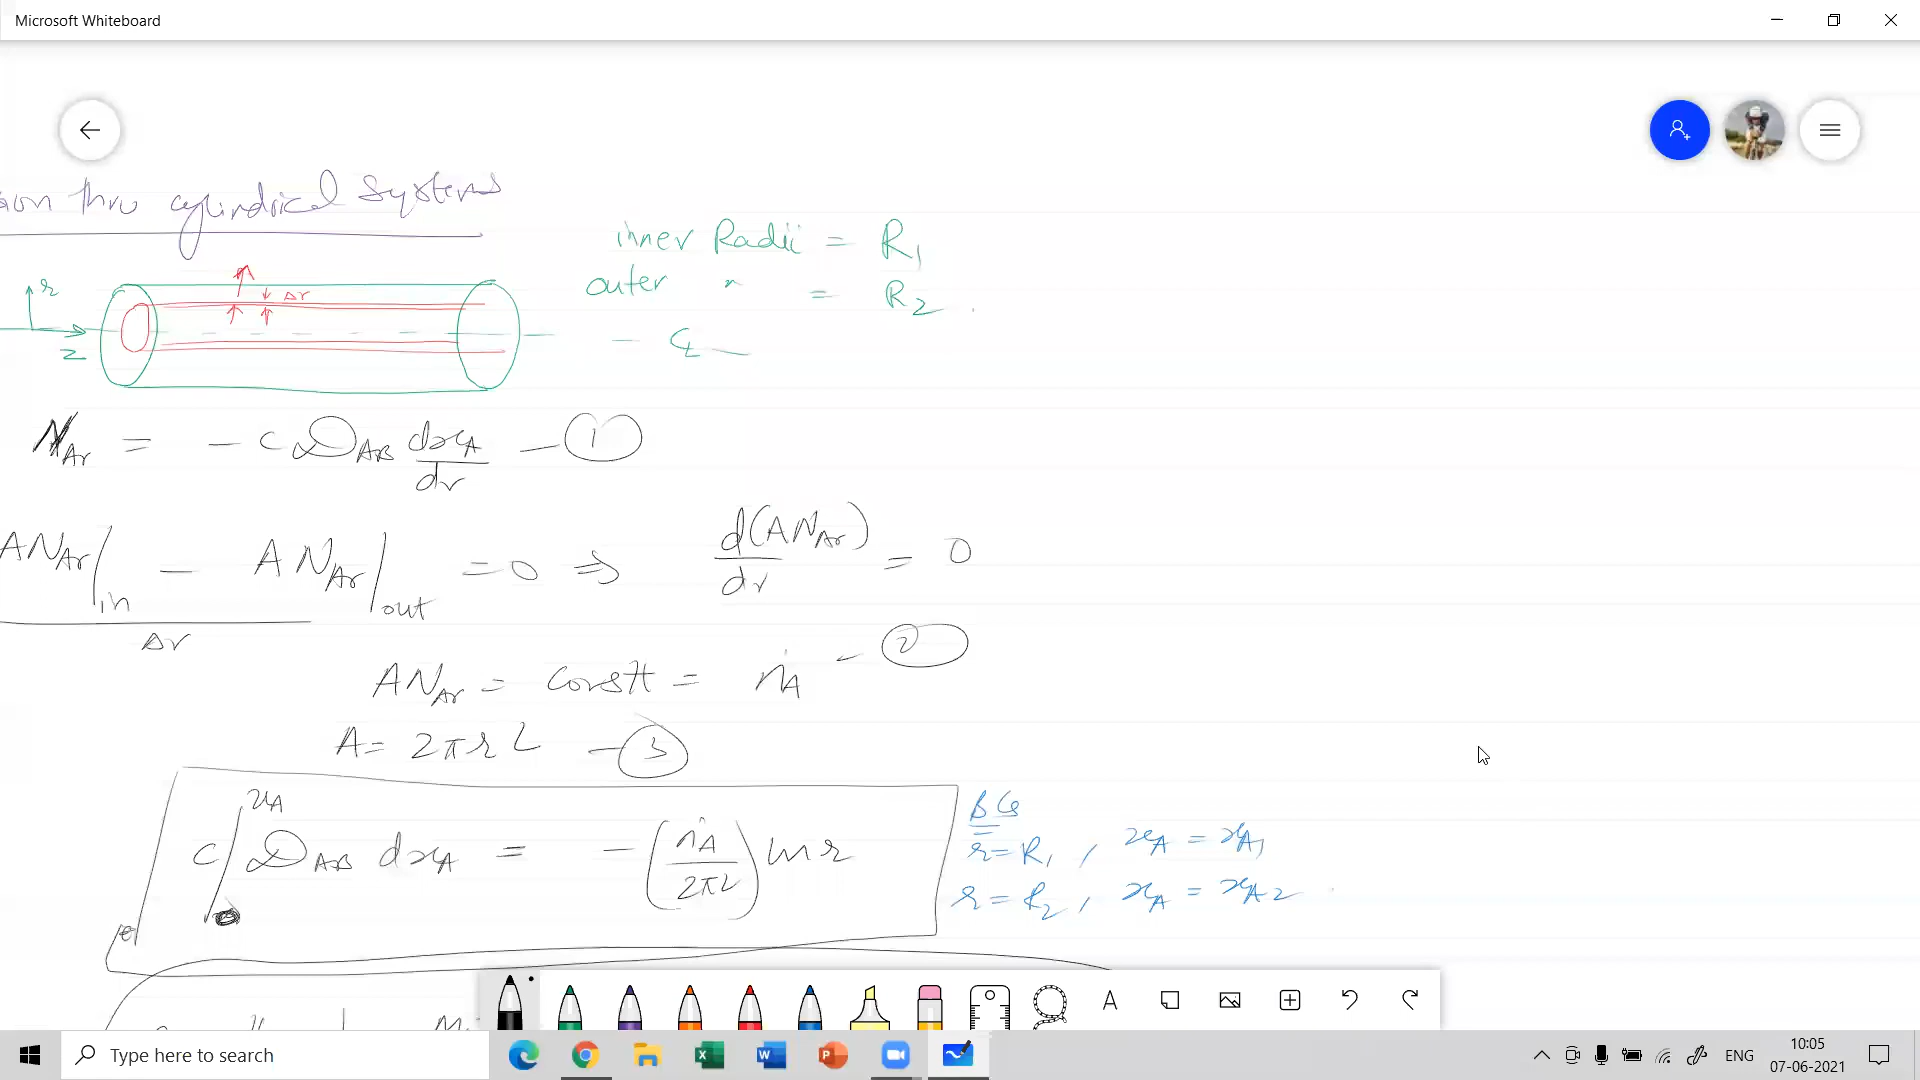 Microsoft Whiteboard
thru cylindrical Systems
inner Radii = R1
outer " = R2
r
Δr
z
CL
NAr = - c DAB dxA/dr - 1
ANAr|in - ANAr|out = 0 ⇒ d(ANAr)/dr = 0
Δr
ANAr = constt = ṅA - 2
A = 2πrL - 3
c∫xA DAB dxA = - (ṅA/2πL) ln r
BCs
r = R1, xA = xA1
r = R2, xA = xA2
Type here to search
ENG
10:05
07-06-2021